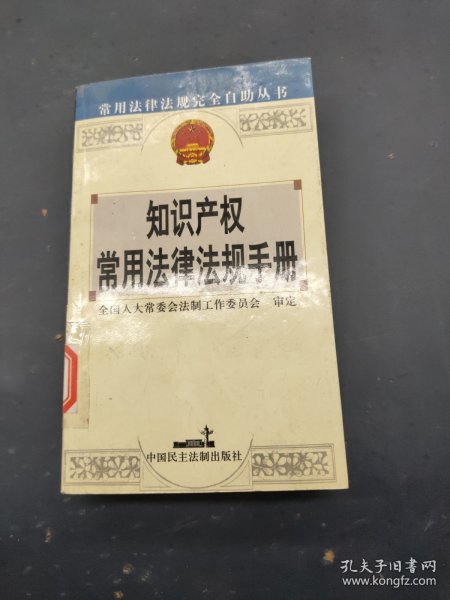 常用法律法规完全自助丛书
知识产权
常用法律法规手册
全国人大常委会法制工作委员会 审定
中国民主法制出版社
孔夫子旧书网
www.kongfz.com